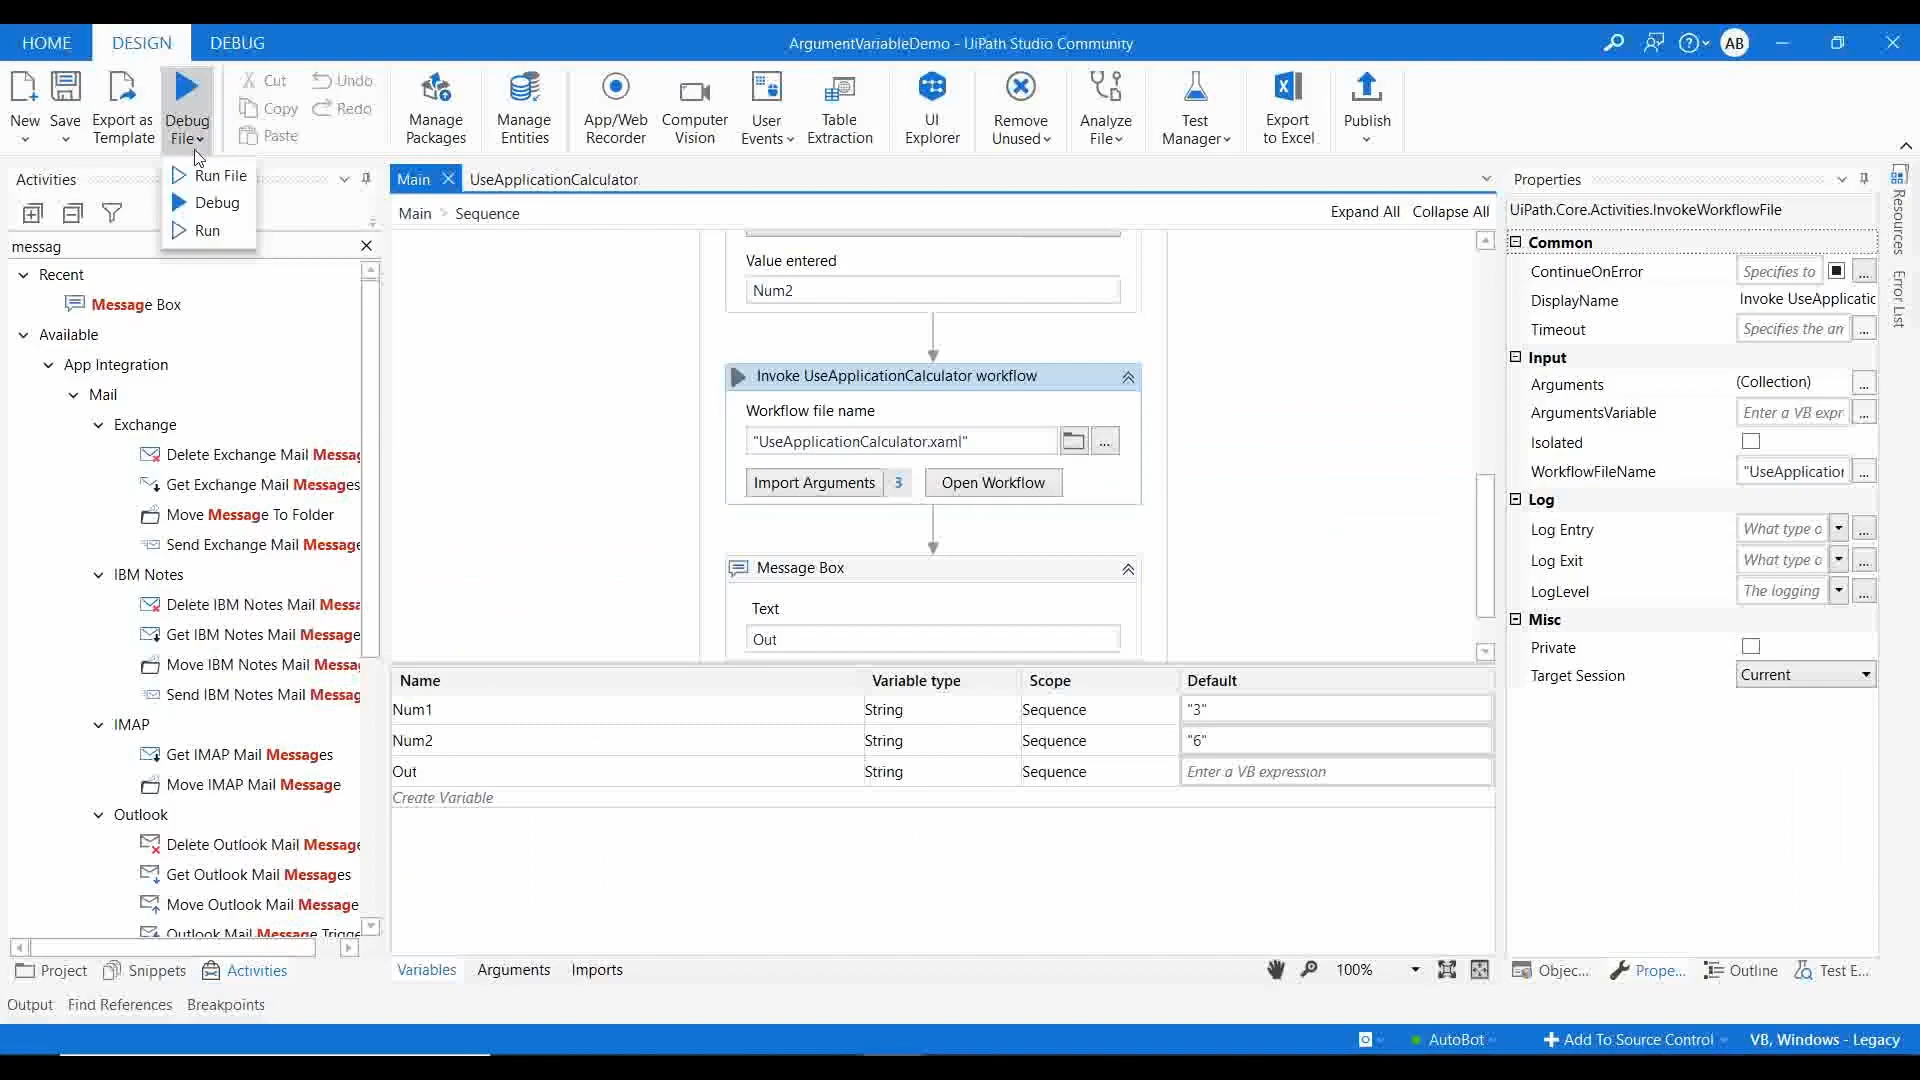 HOME DESIGN DEBUG ArgumentVariableDemo - UiPath Studio Community AB
New Save Export as Template Debug File
Cut Undo
Copy Redo
Paste
Manage Packages Manage Entities App/Web Recorder Computer Vision User Events Table Extraction UI Explorer Remove Unused Analyze File Test Manager Export to Excel Publish
Run File
Debug
Run
Activities
messag
Recent
Message Box
Available
App Integration
Mail
Exchange
Delete Exchange Mail Messag
Get Exchange Mail Messages
Move Message To Folder
Send Exchange Mail Message
IBM Notes
Delete IBM Notes Mail Messa
Get IBM Notes Mail Message
Move IBM Notes Mail Messa
Send IBM Notes Mail Messag
IMAP
Get IMAP Mail Messages
Move IMAP Mail Message
Outlook
Delete Outlook Mail Message
Get Outlook Mail Messages
Move Outlook Mail Message
Outlook Mail Message Trigge
Project Snippets Activities
Main UseApplicationCalculator
Main > Sequence Expand All Collapse All
Value entered
Num2
Invoke UseApplicationCalculator workflow
Workflow file name
"UseApplicationCalculator.xaml" ...
Import Arguments 3 Open Workflow
Message Box
Text
Out
Name Variable type Scope Default
Num1 String Sequence "3"
Num2 String Sequence "6"
Out String Sequence Enter a VB expression
Create Variable
Variables Arguments Imports 100%
Properties
UiPath.Core.Activities.InvokeWorkflowFile
Common
ContinueOnError Specifies to ...
DisplayName Invoke UseApplicatic
Timeout Specifies the an ...
Input
Arguments (Collection) ...
ArgumentsVariable Enter a VB expr ...
Isolated
WorkflowFileName "UseApplication ...
Log
Log Entry What type o ...
Log Exit What type o ...
LogLevel The logging ...
Misc
Private
Target Session Current
Objec... Prope... Outline Test E...
Resources
Error List
Output Find References Breakpoints
AutoBot Add To Source Control VB, Windows - Legacy